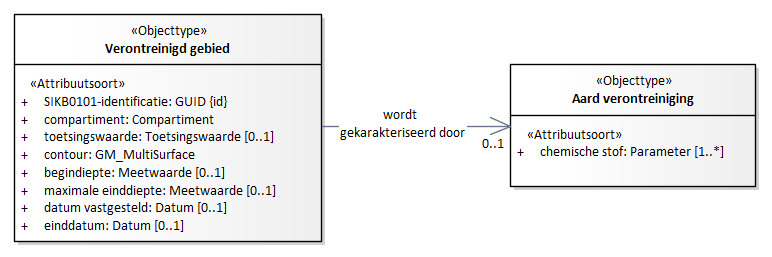 «Objecttype»
Verontreinigd gebied
«Attribuutsoort»
+ SIKB0101-identificatie: GUID {id}
+ compartiment: Compartiment
+ toetsingswaarde: Toetsingswaarde [0..1]
+ contour: GM_MultiSurface
+ begindiepte: Meetwaarde [0..1]
+ maximale einddiepte: Meetwaarde [0..1]
+ datum vastgesteld: Datum [0..1]
+ einddatum: Datum [0..1]
wordt
gekarakteriseerd door
0..1
«Objecttype»
Aard verontreiniging
«Attribuutsoort»
+ chemische stof: Parameter [1..*]